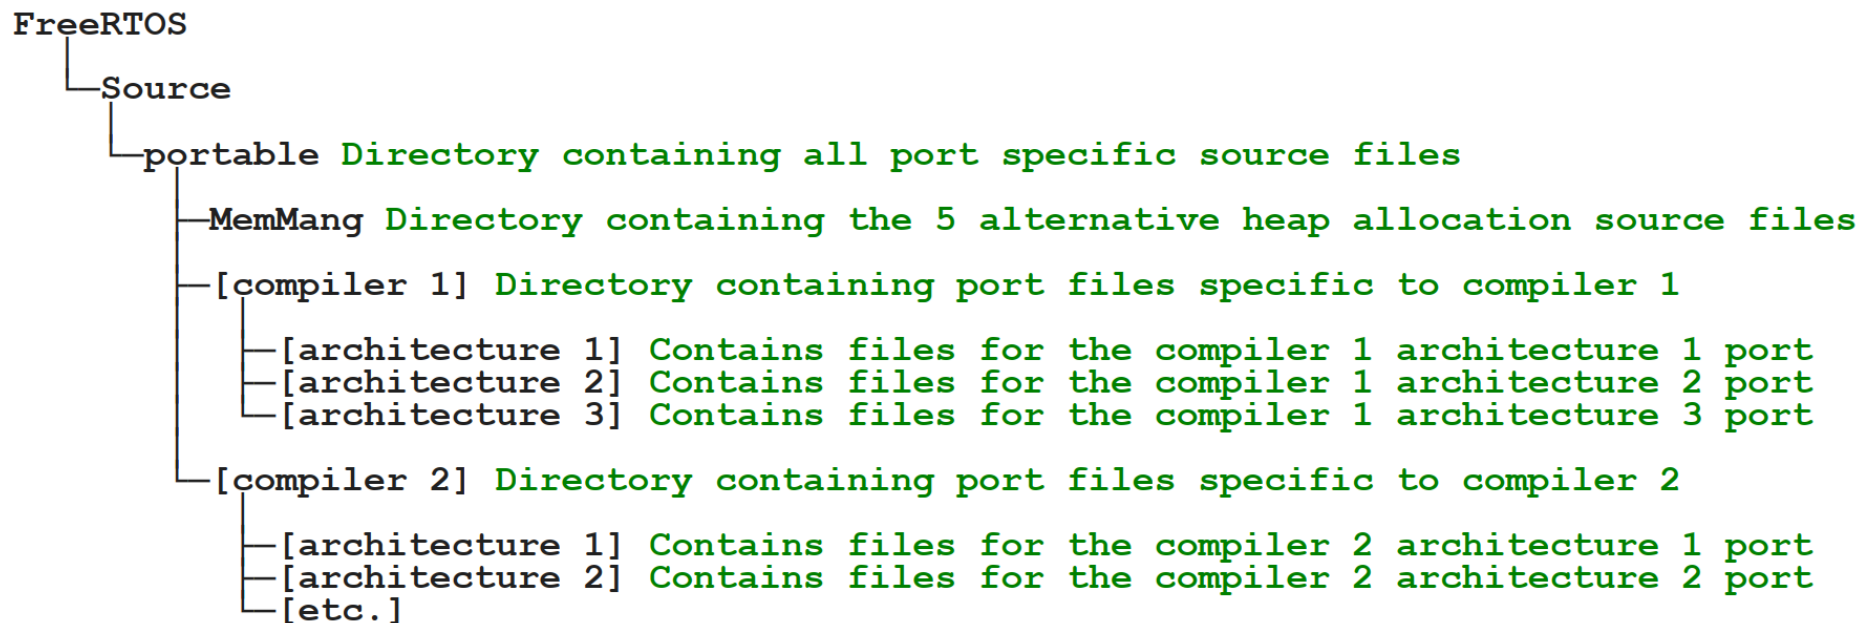 FreeRTOS
Source
portable Directory containing all port specific source files
MemMang Directory containing the 5 alternative heap allocation source files
[compiler 1] Directory containing port files specific to compiler 1
[architecture 1] Contains files for the compiler 1 architecture 1 port
[architecture 2] Contains files for the compiler 1 architecture 2 port
[architecture 3] Contains files for the compiler 1 architecture 3 port
[compiler 2] Directory containing port files specific to compiler 2
[architecture 1] Contains files for the compiler 2 architecture 1 port
[architecture 2] Contains files for the compiler 2 architecture 2 port
[etc.]